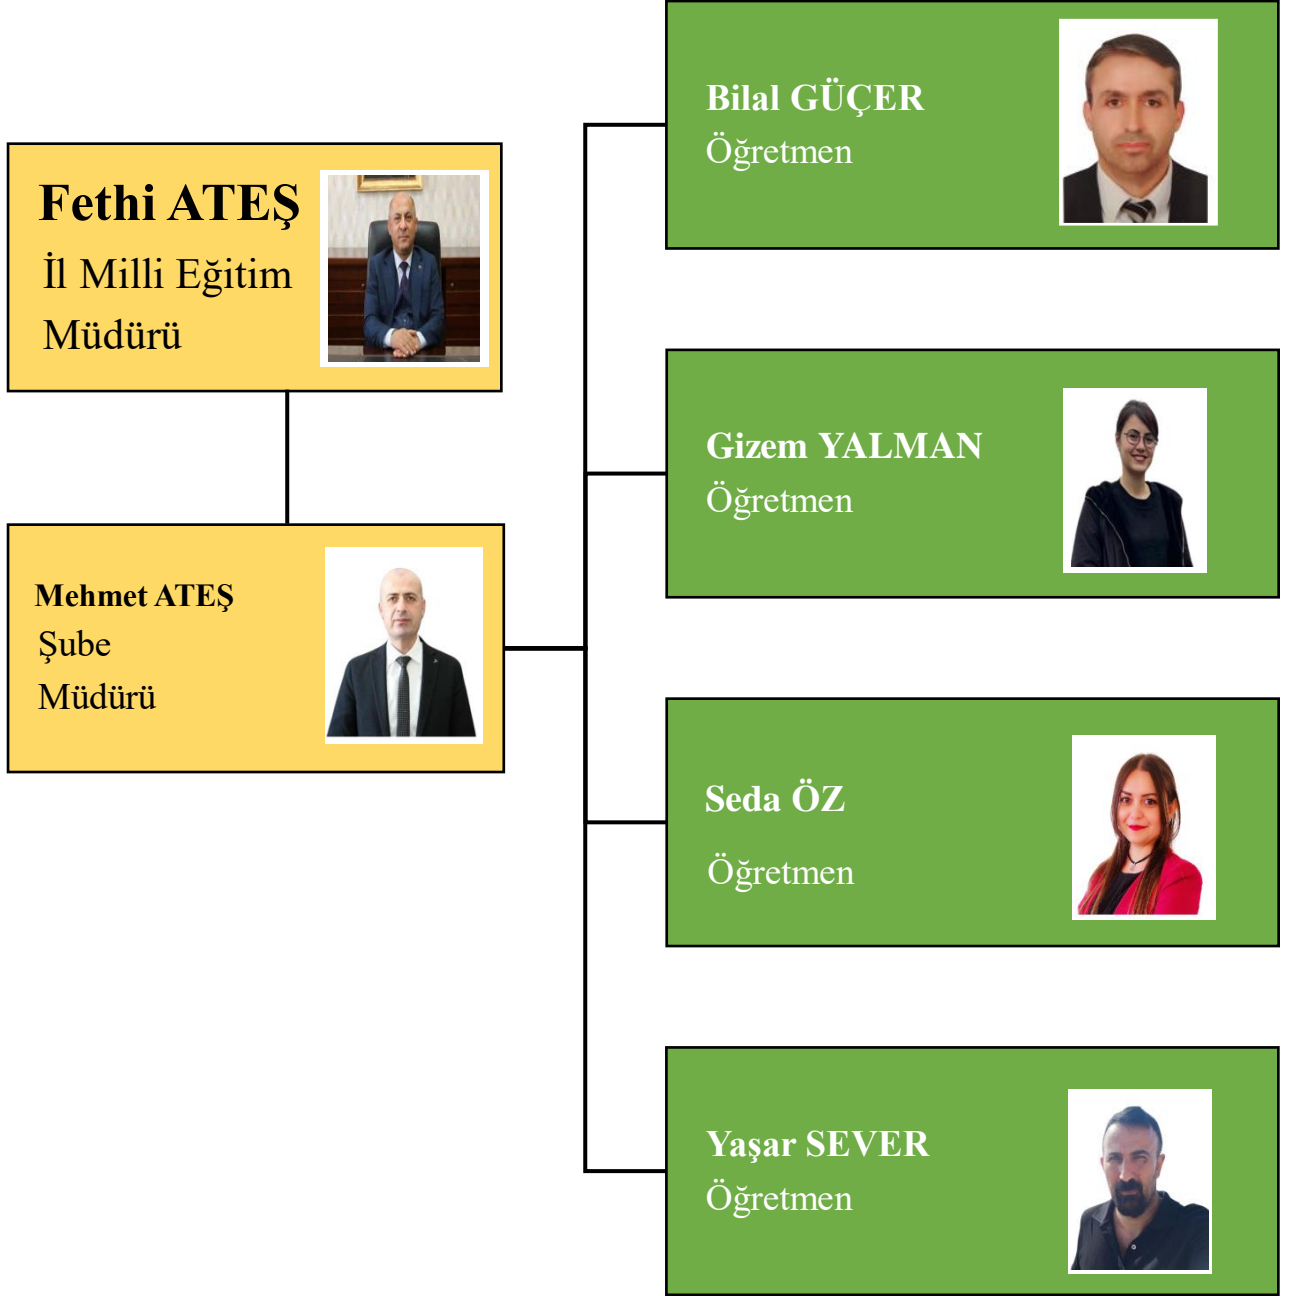 Fethi ATEŞ
İl Milli Eğitim
Müdürü
Mehmet ATEŞ
Şube
Müdürü
Bilal GÜÇER
Öğretmen
Gizem YALMAN
Öğretmen
Seda ÖZ
Öğretmen
Yaşar SEVER
Öğretmen